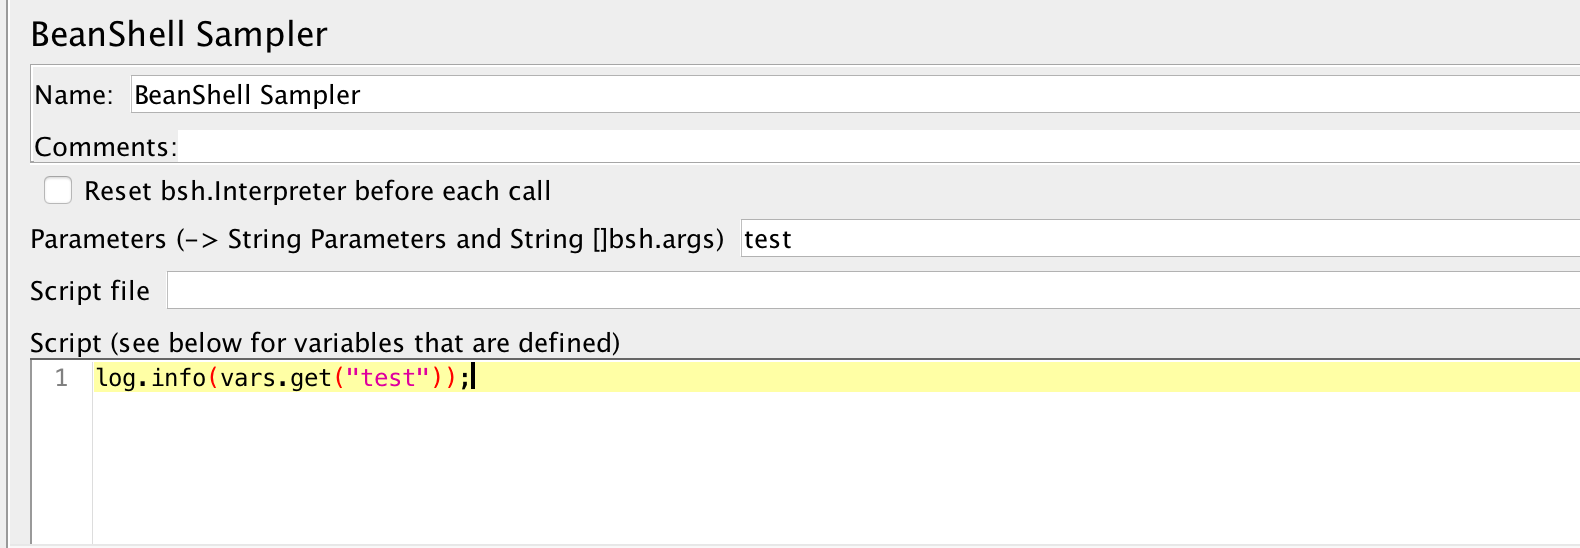 BeanShell Sampler
Name: BeanShell Sampler
Comments:
Reset bsh.Interpreter before each call
Parameters (-> String Parameters and String []bsh.args) test
Script file
Script (see below for variables that are defined)
1 log.info(vars.get("test"));